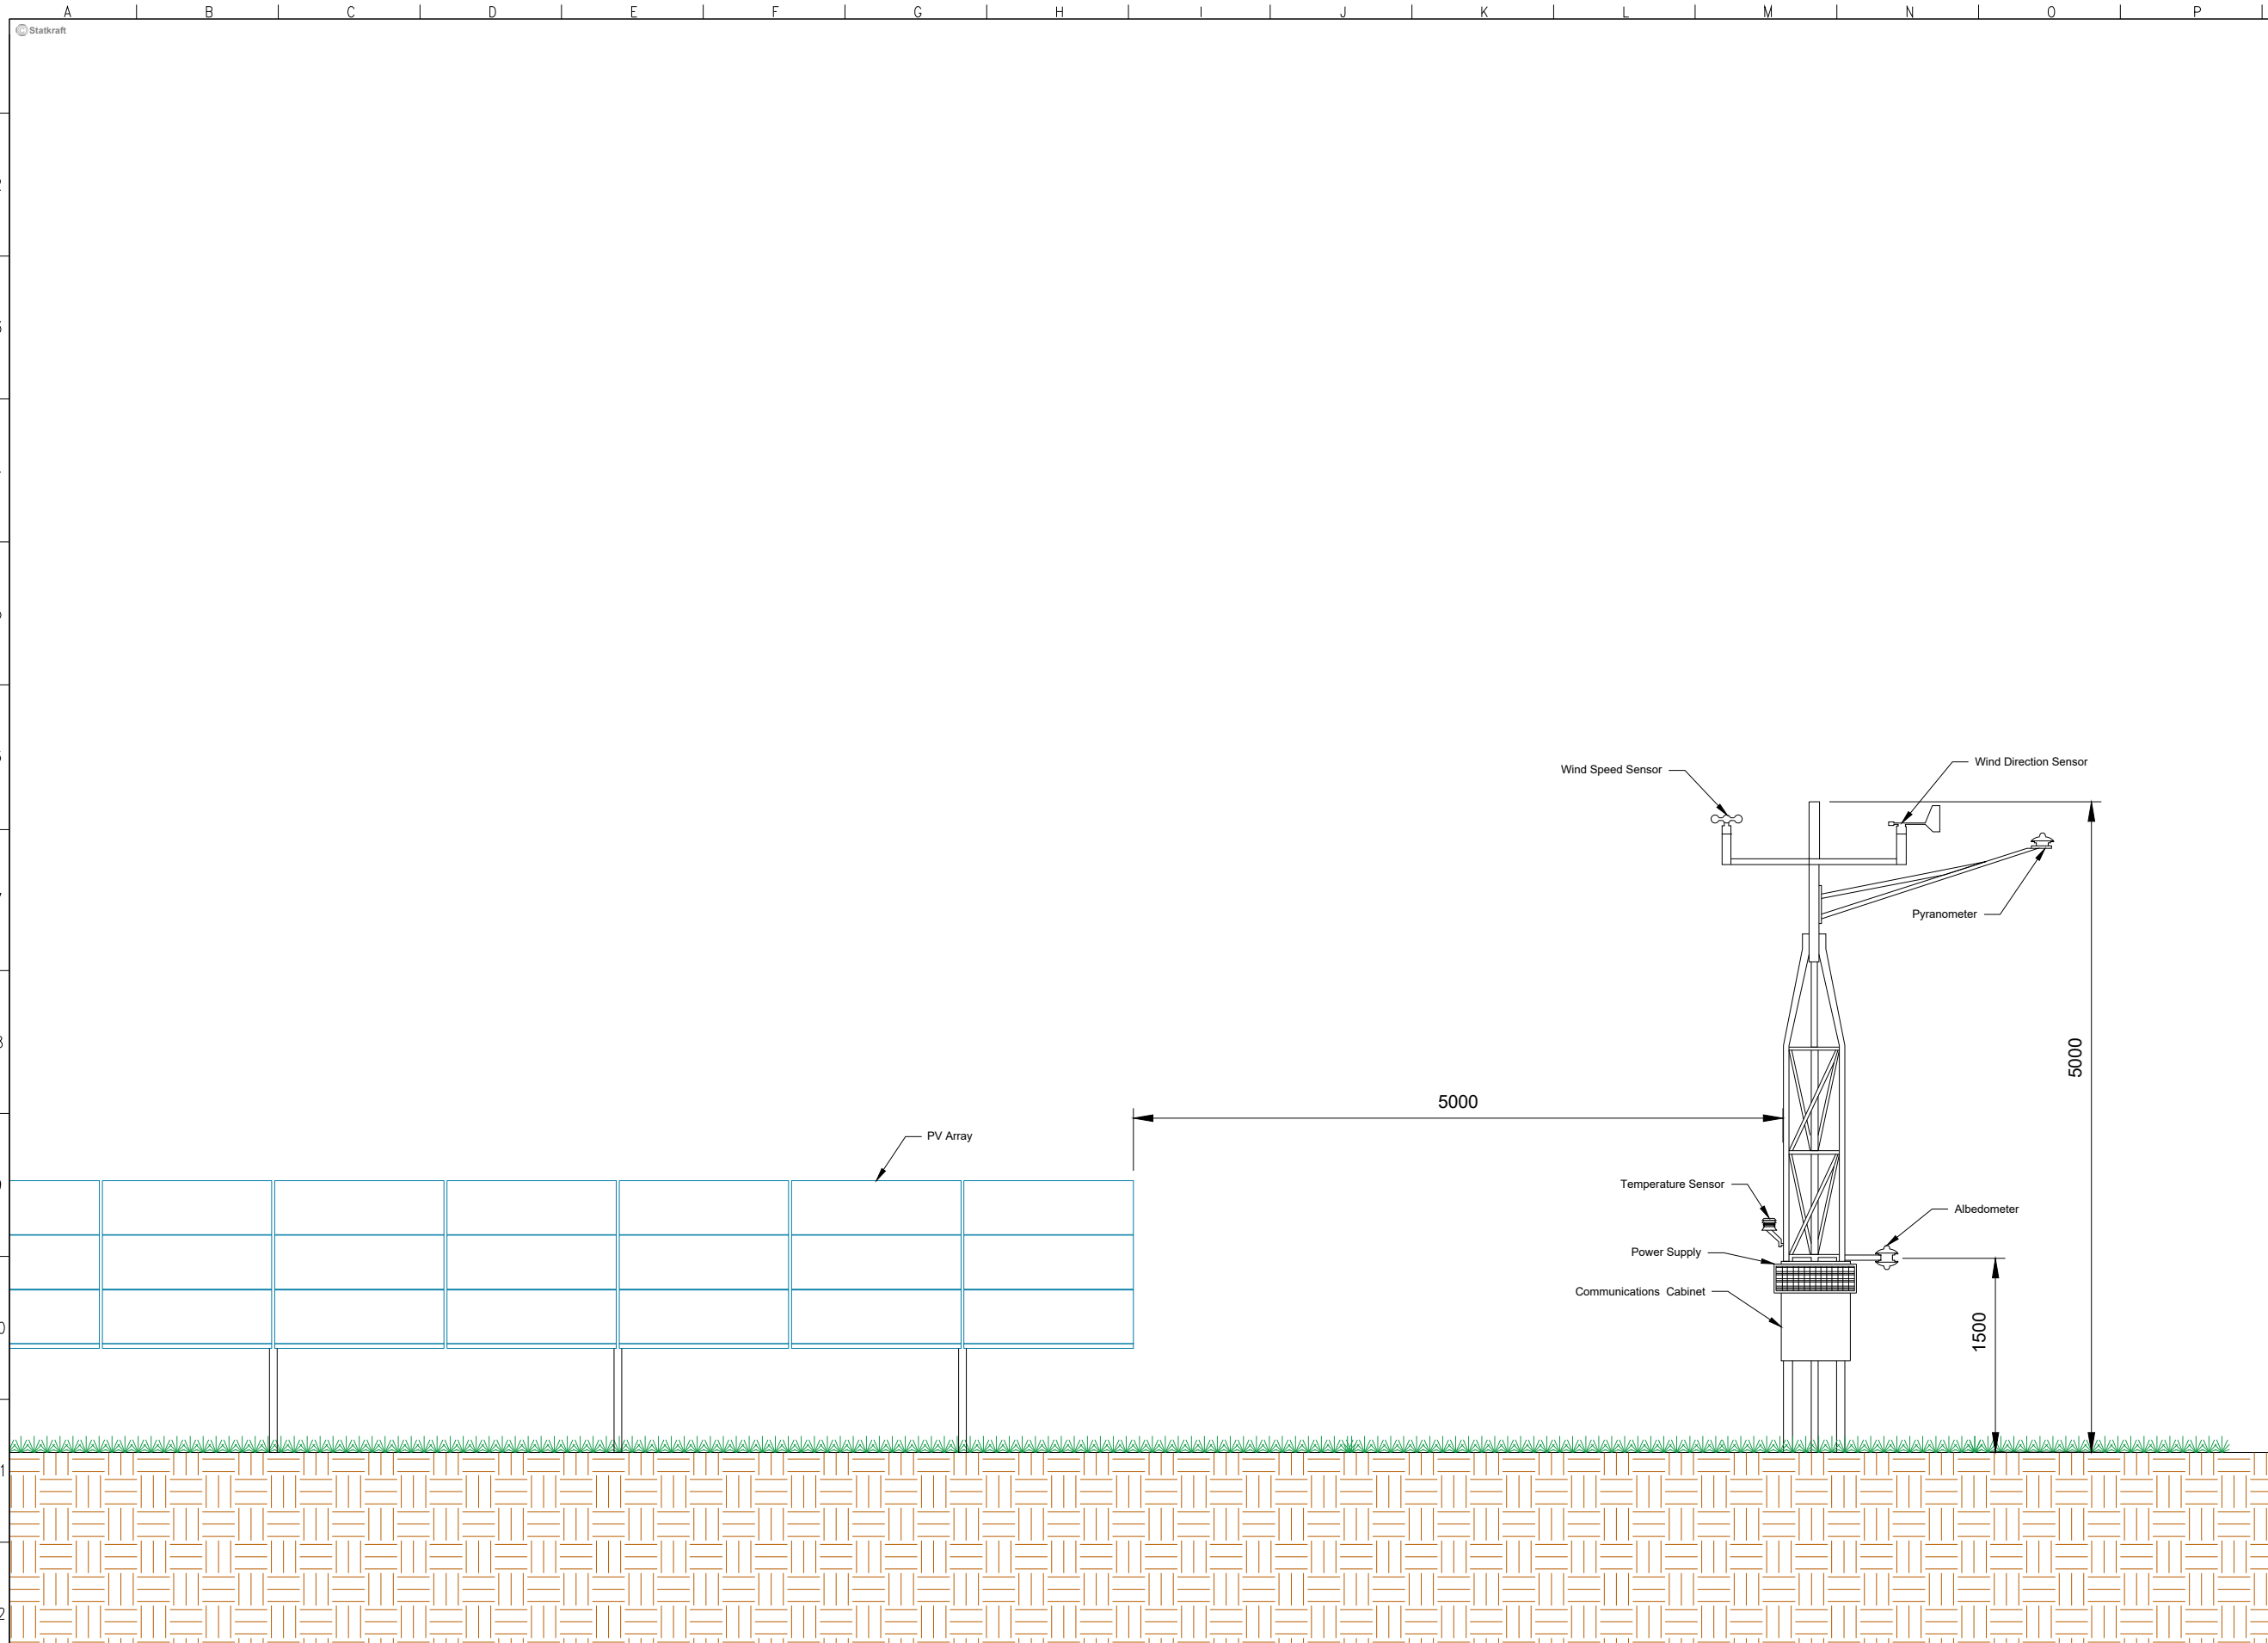 A B C D E F G H I J K L M N O P
© Statkraft
Wind Direction Sensor
Wind Speed Sensor
Pyranometer
5000
5000
PV Array
Temperature Sensor
Albedometer
Power Supply
Communications Cabinet
1500